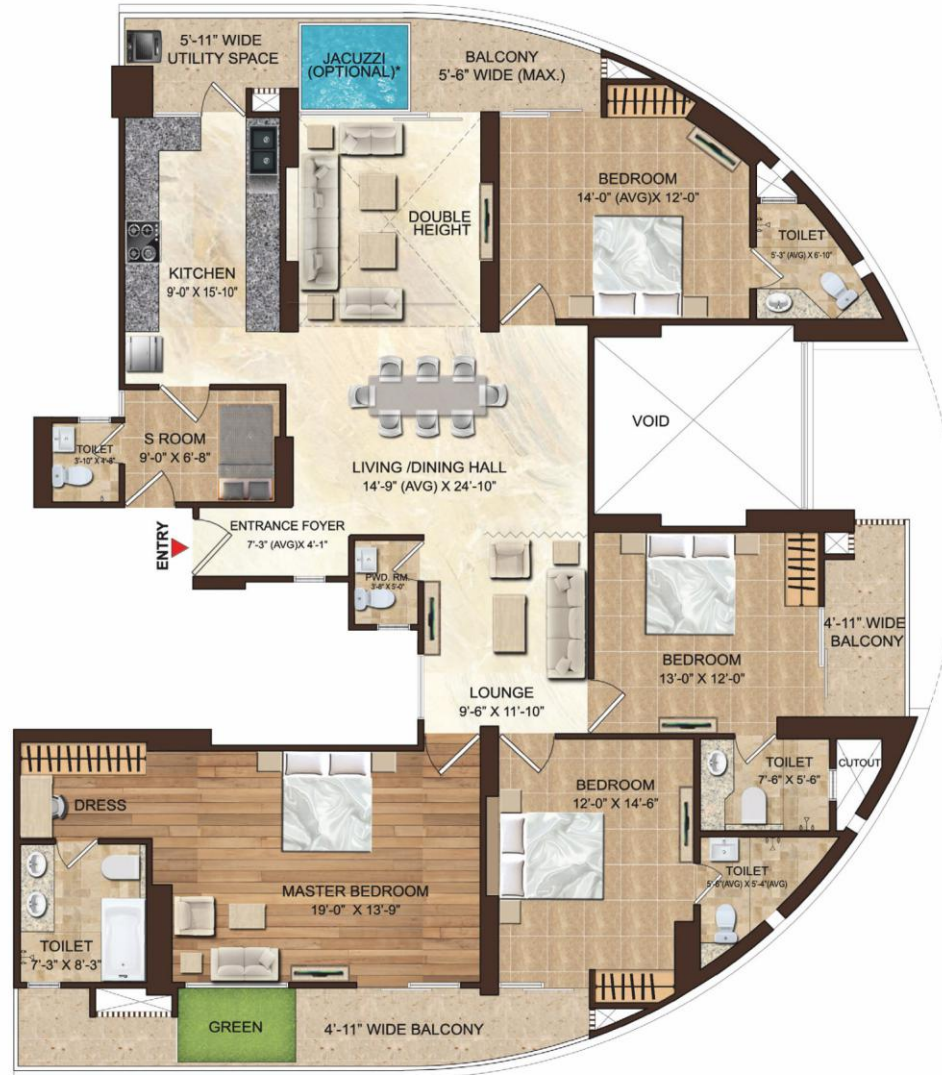 5'-11" WIDE
UTILITY SPACE
JACUZZI
(OPTIONAL)*
BALCONY
5'-6" WIDE (MAX.)
BEDROOM
14'-0" (AVG)X 12'-0"
DOUBLE
HEIGHT
TOILET
5'-3" (AVG) X 6'-10"
KITCHEN
9'-0" X 15'-10"
VOID
TOILET
3'-10" X 4'-8"
S ROOM
9'-0" X 6'-8"
LIVING /DINING HALL
14'-9" (AVG) X 24'-10"
ENTRY
ENTRANCE FOYER
7'-3" (AVG)X 4'-1"
PWD. RM.
4'-11" WIDE
BALCONY
BEDROOM
13'-0" X 12'-0"
LOUNGE
9'-6" X 11'-10"
TOILET
7'-6" X 5'-6"
CUTOUT
DRESS
BEDROOM
12'-0" X 14'-6"
MASTER BEDROOM
19'-0" X 13'-9"
TOILET
5'-6"(AVG) X 5'-4"(AVG)
TOILET
7'-3" X 8'-3"
GREEN
4'-11" WIDE BALCONY